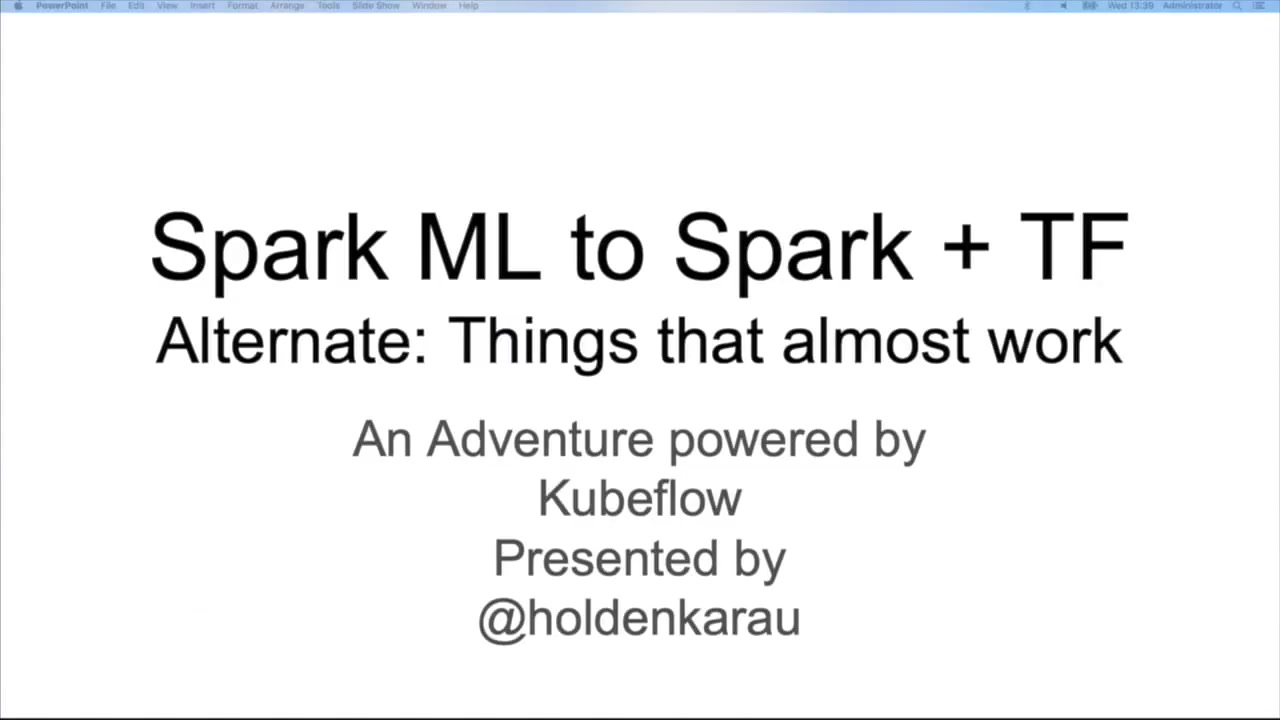 PowerPoint File Edit View Insert Format Arrange Tools Slide Show Window Help Wed 13:39 Administrator
Spark ML to Spark + TF
Alternate: Things that almost work
An Adventure powered by
Kubeflow
Presented by
@holdenkarau